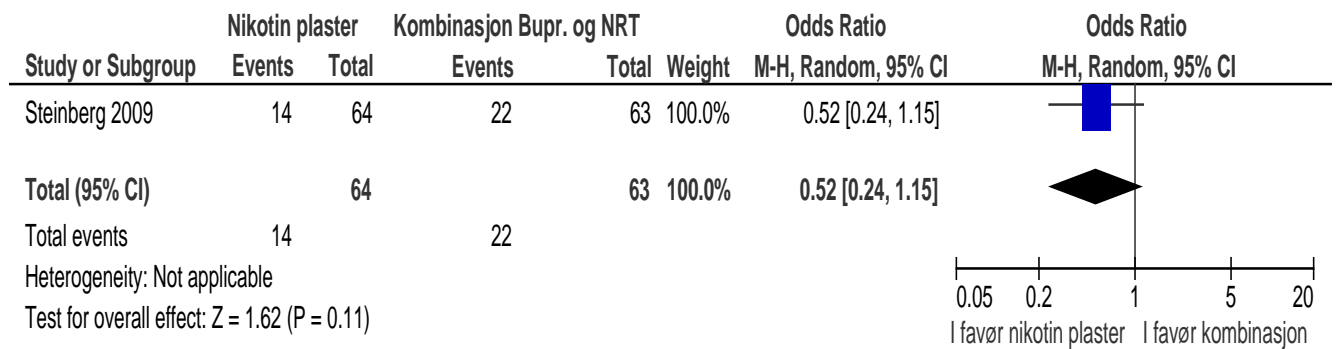 Nikotin plaster Kombinasjon Bupr. og NRT Odds Ratio Odds Ratio
Study or Subgroup Events Total Events Total Weight M-H, Random, 95% CI M-H, Random, 95% CI
Steinberg 2009 14 64 22 63 100.0% 0.52 [0.24, 1.15]
Total (95% CI) 64 63 100.0% 0.52 [0.24, 1.15]
Total events 14 22
Heterogeneity: Not applicable
Test for overall effect: Z = 1.62 (P = 0.11)
0.05 0.2 1 5 20
I favør nikotin plaster I favør kombinasjon